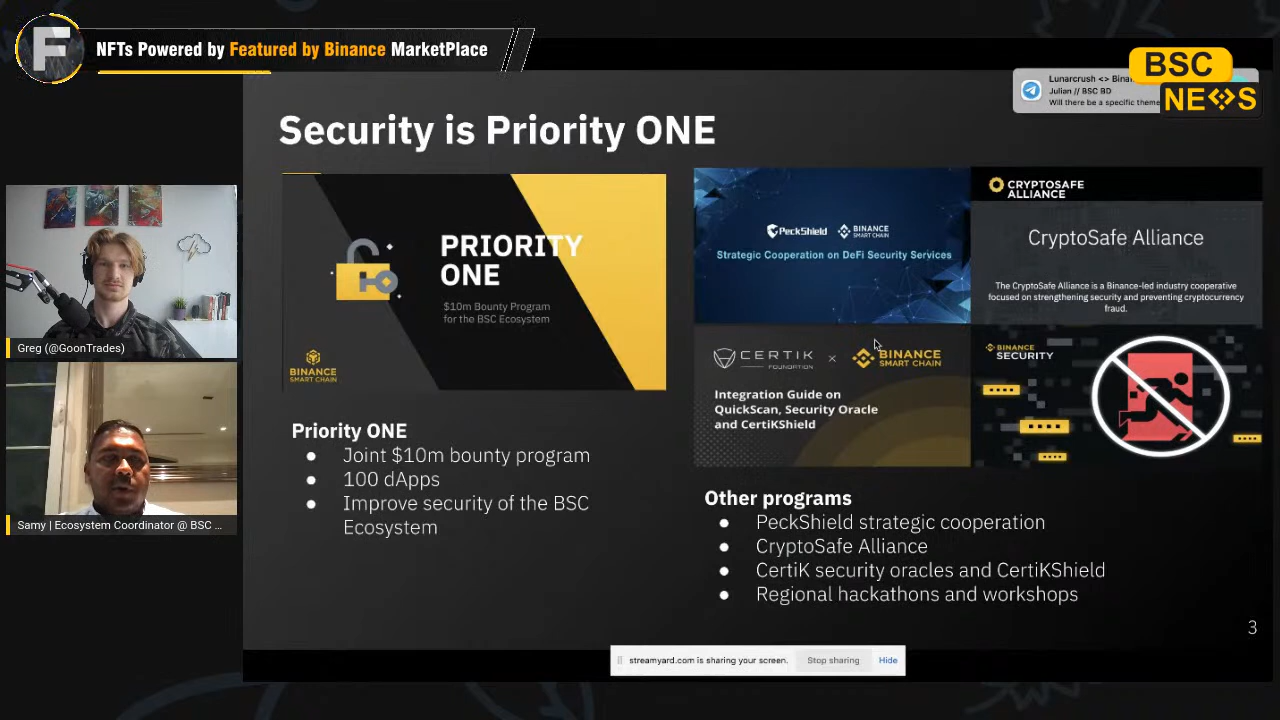 F
NFTs Powered by Featured by Binance MarketPlace
Lunarcrush <> Bina
Julian // BSC BD
Will there be a specific theme
BSC
NEWS
Security is Priority ONE
PRIORITY
ONE
$10m Bounty Program
for the BSC Ecosystem
BINANCE
SMART CHAIN
PeckShield
BINANCE
SMART CHAIN
Strategic Cooperation on DeFi Security Services
CRYPTOSAFE
ALLIANCE
CryptoSafe Alliance
The CryptoSafe Alliance is a Binance-led industry cooperative
focused on strengthening security and preventing cryptocurrency
fraud.
CERTIK
FOUNDATION
×
BINANCE
SMART CHAIN
Integration Guide on
QuickScan, Security Oracle
and CertiKShield
BINANCE
SECURITY
Greg (@GoonTrades)
Samy | Ecosystem Coordinator @ BSC ...
Priority ONE
● Joint $10m bounty program
● 100 dApps
● Improve security of the BSC
Ecosystem
Other programs
● PeckShield strategic cooperation
● CryptoSafe Alliance
● CertiK security oracles and CertiKShield
● Regional hackathons and workshops
3
streamyard.com is sharing your screen.
Stop sharing
Hide